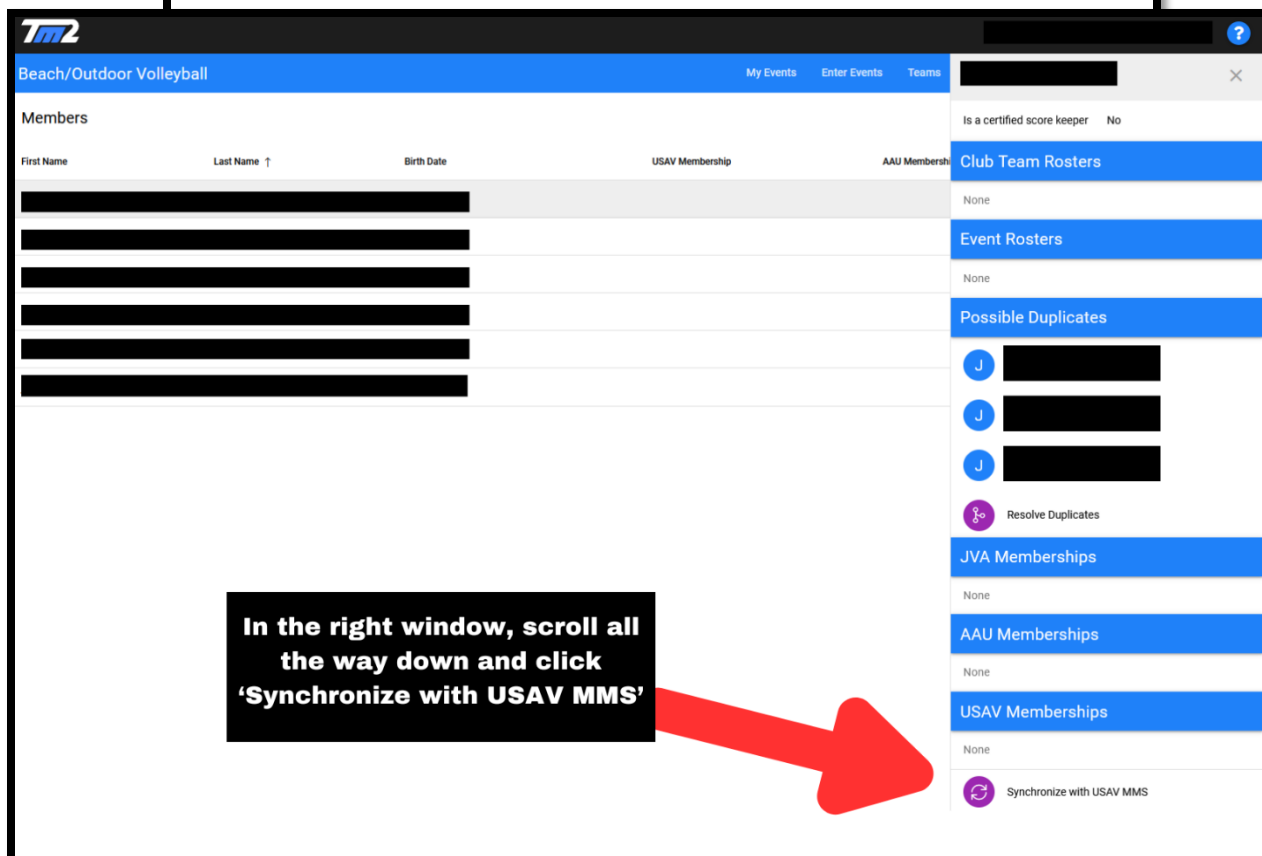 Tm2
?
Beach/Outdoor Volleyball
My Events Enter Events Teams
Members
First Name Last Name ↑ Birth Date USAV Membership AAU Membershi
Is a certified score keeper No
Club Team Rosters
None
Event Rosters
None
Possible Duplicates
J
J
J
Resolve Duplicates
JVA Memberships
None
AAU Memberships
None
USAV Memberships
None
Synchronize with USAV MMS
In the right window, scroll all
the way down and click
‘Synchronize with USAV MMS’